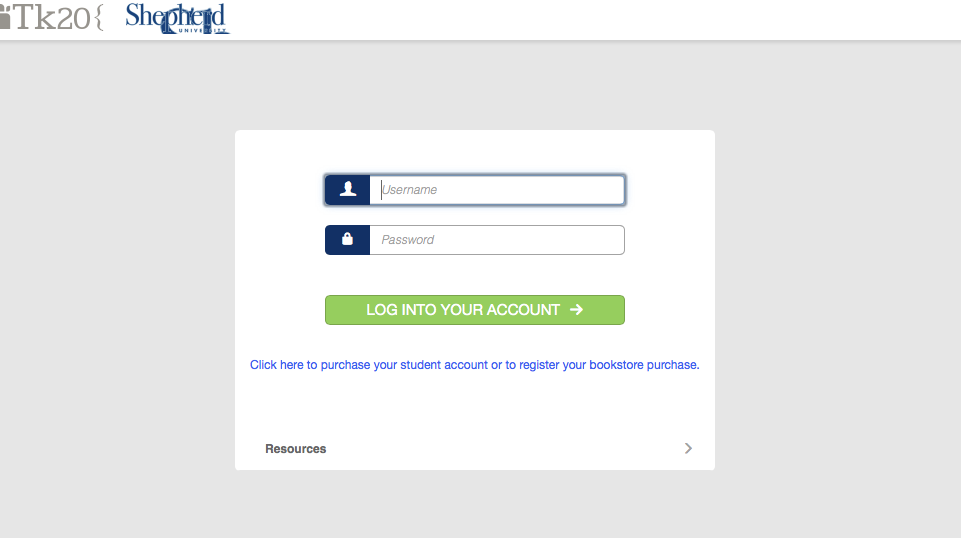 Tk20{
Shepherd
UNIVERSITY
Username
Password
LOG INTO YOUR ACCOUNT
Click here to purchase your student account or to register your bookstore purchase.
Resources